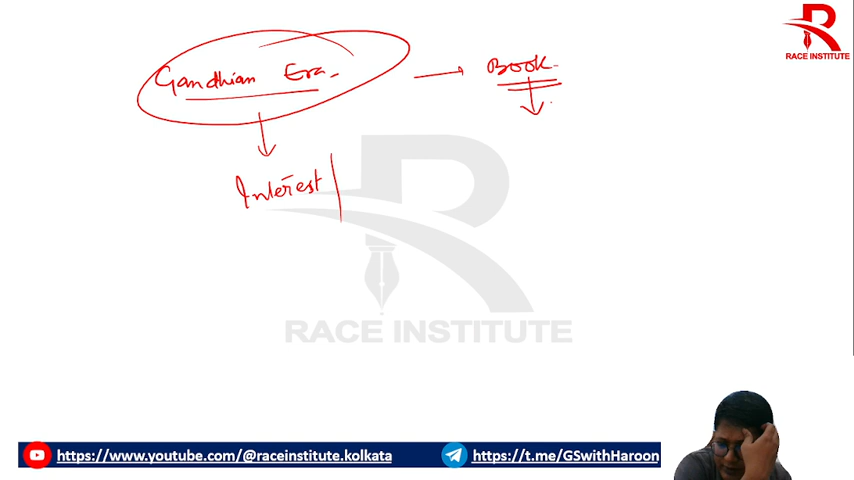 RACE INSTITUTE
Gandhian Era - Book -
Interest
RACE INSTITUTE
https://www.youtube.com/@raceinstitute.kolkata https://t.me/GSwithHaroon